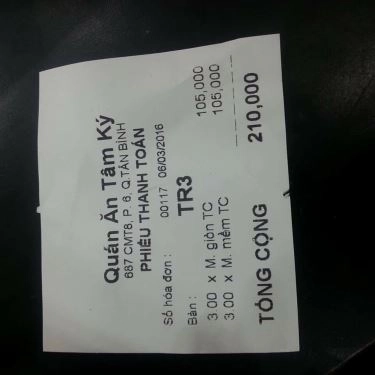 Quán Ăn Tâm Ký
687 CMT8, P. 6, Q.TÂN BÌNH
PHIẾU THANH TOÁN
Số hóa đơn : 00117 06/03/2016
Bàn : TR3
3.00 x M. giòn TC 105,000
3.00 x M. mềm TC 105,000
TỔNG CỘNG 210,000